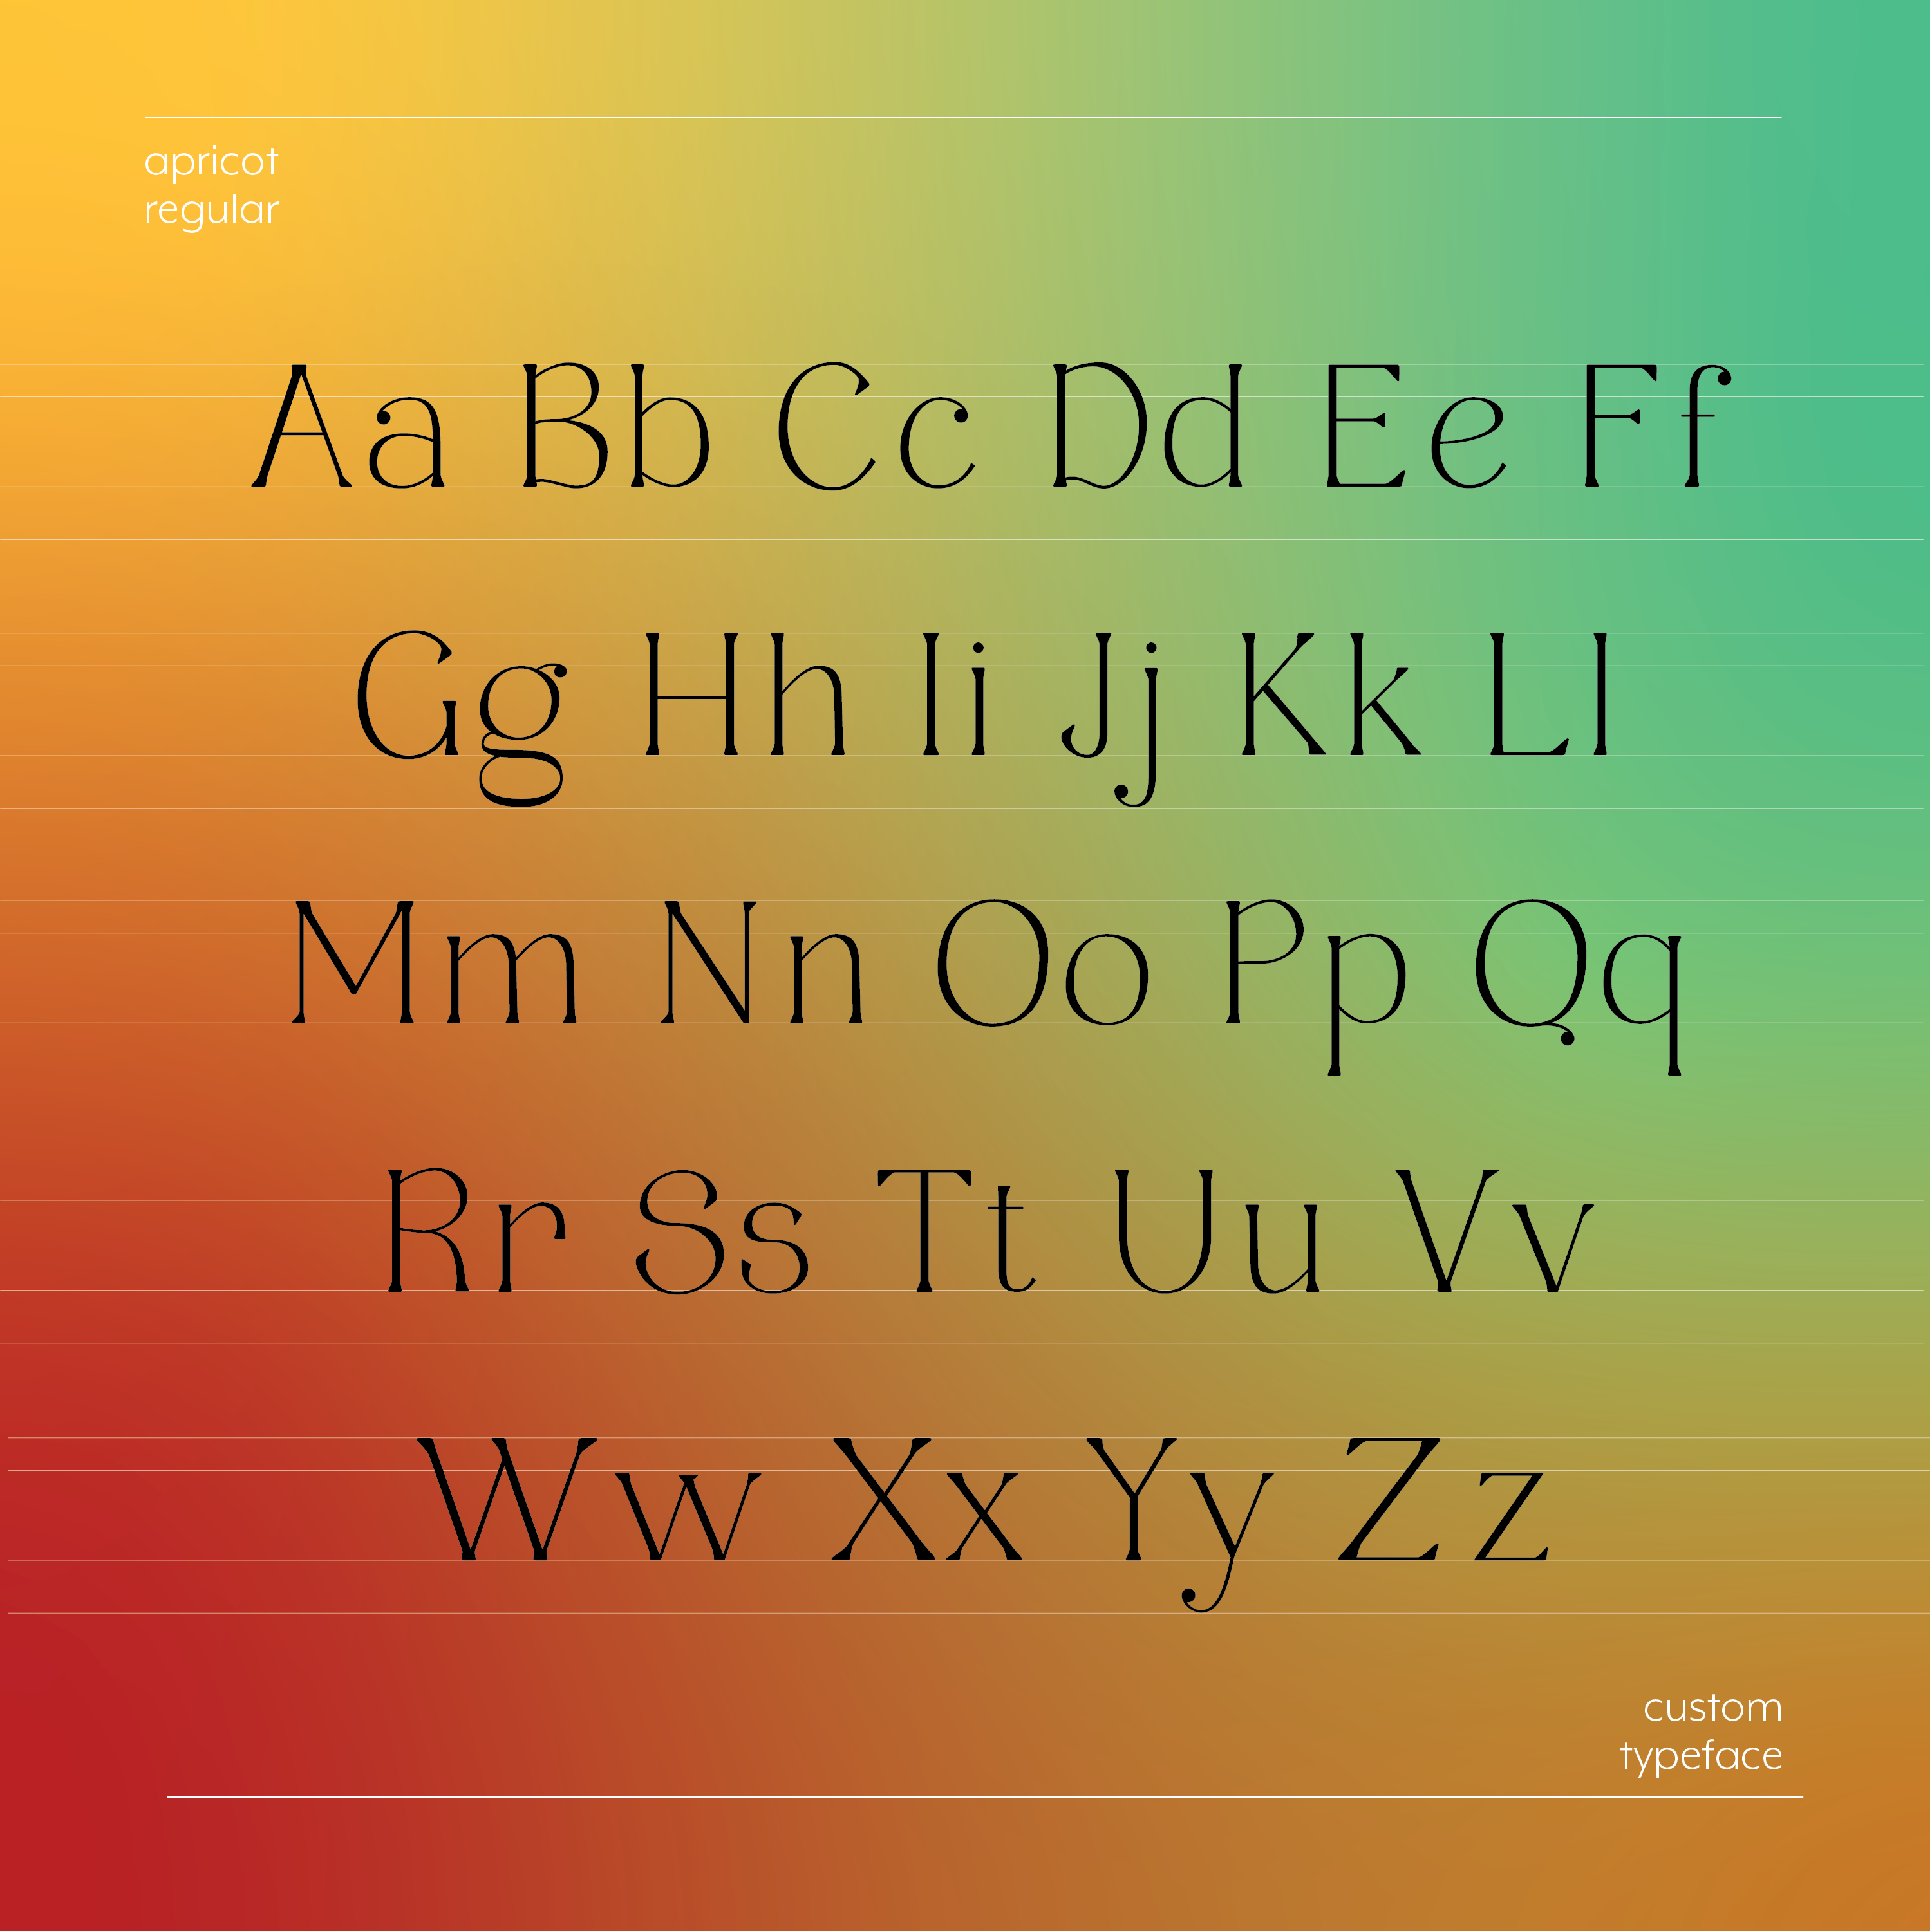 apricot
regular
Aa Bb Cc Dd Ee Ff
Gg Hh Ii Jj Kk Ll
Mm Nn Oo Pp Qq
Rr Ss Tt Uu Vv
Ww Xx Yy Zz
custom
typeface